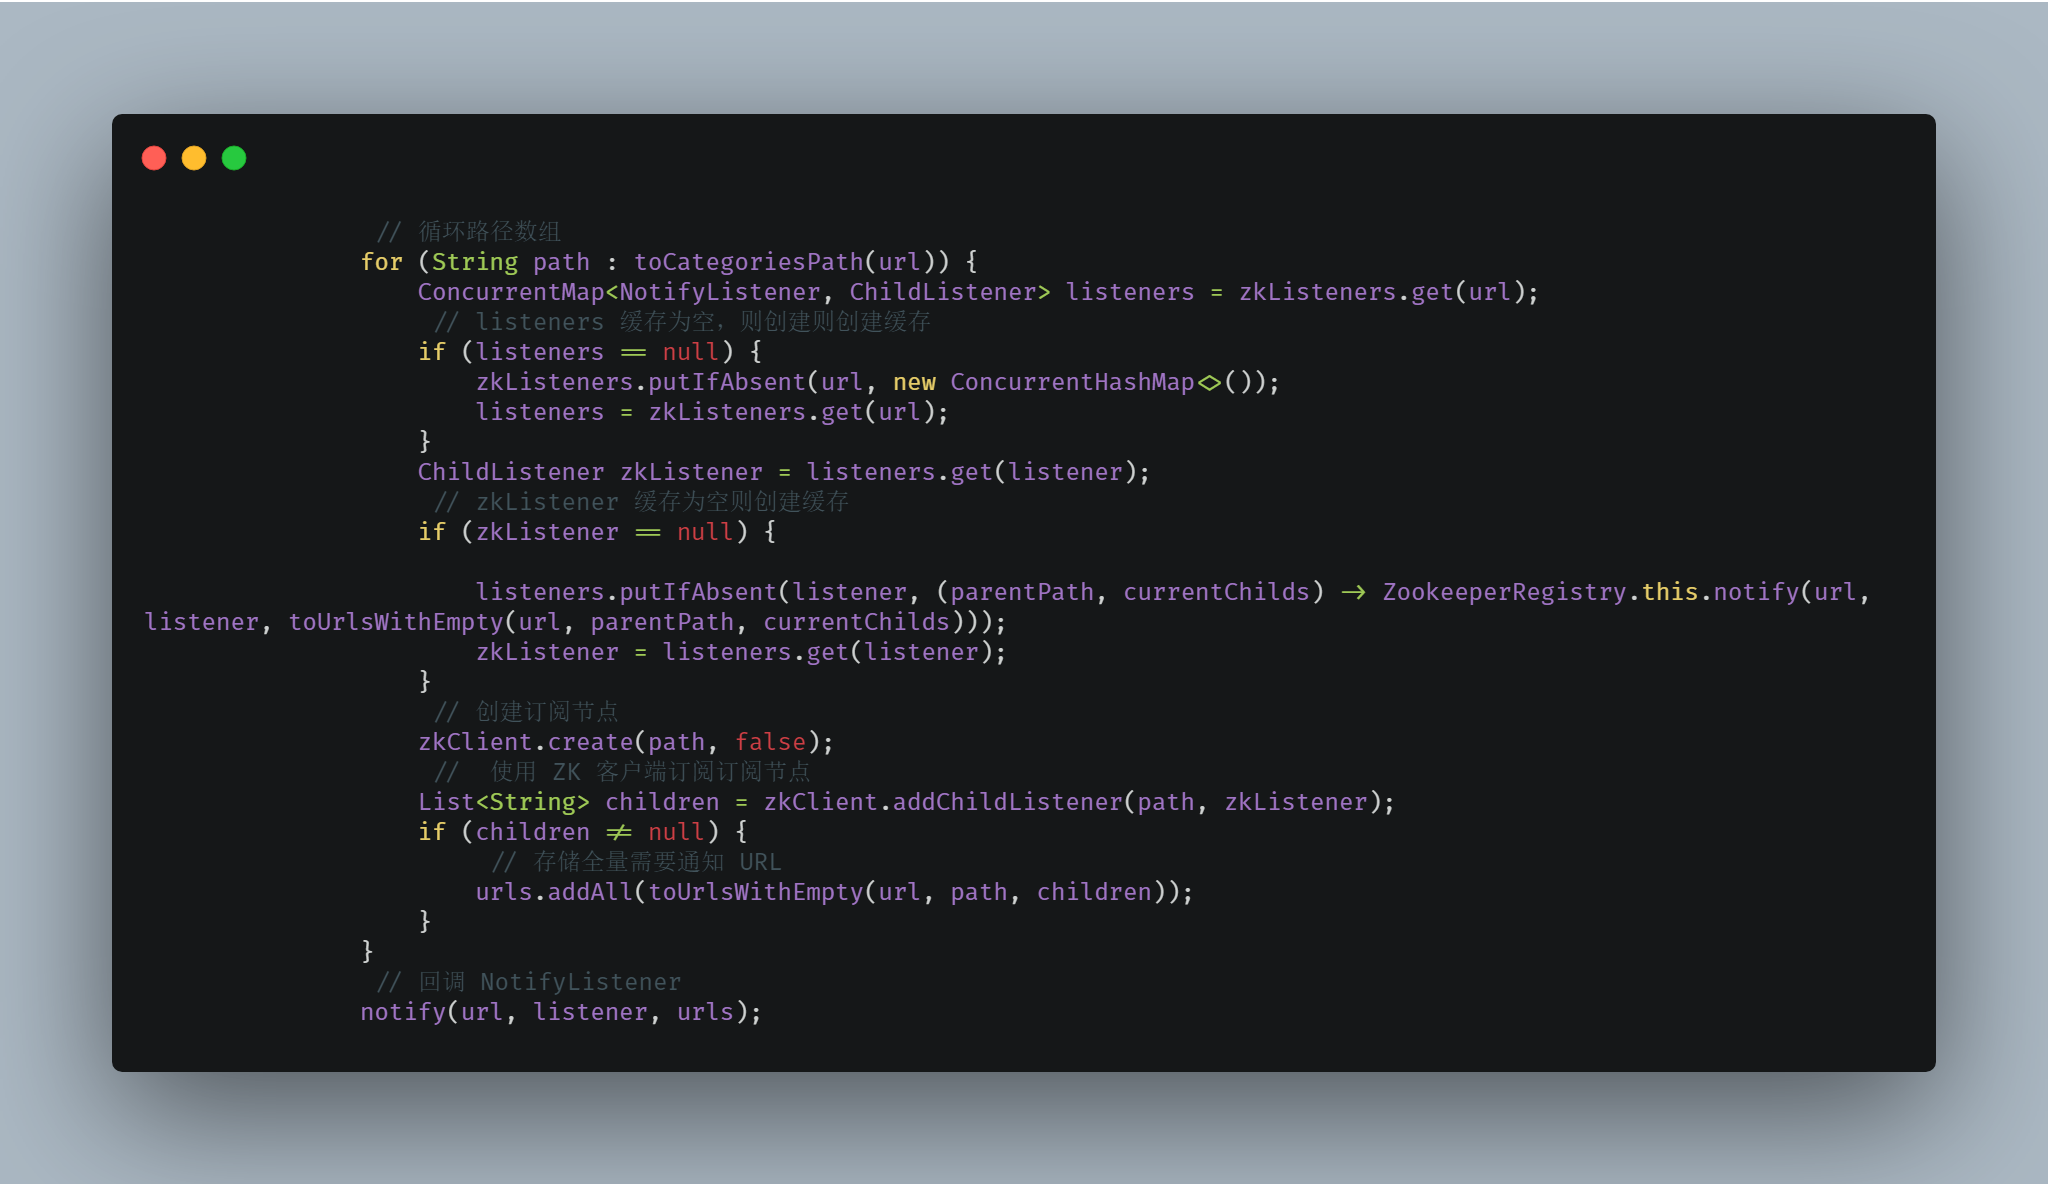 // 循环路径数组
for (String path : toCategoriesPath(url)) {
ConcurrentMap<NotifyListener, ChildListener> listeners = zkListeners.get(url);
// listeners 缓存为空，则创建则创建缓存
if (listeners == null) {
zkListeners.putIfAbsent(url, new ConcurrentHashMap<>());
listeners = zkListeners.get(url);
}
ChildListener zkListener = listeners.get(listener);
// zkListener 缓存为空则创建缓存
if (zkListener == null) {
listeners.putIfAbsent(listener, (parentPath, currentChilds) -> ZookeeperRegistry.this.notify(url,
listener, toUrlsWithEmpty(url, parentPath, currentChilds)));
zkListener = listeners.get(listener);
}
// 创建订阅节点
zkClient.create(path, false);
//  使用 ZK 客户端订阅订阅节点
List<String> children = zkClient.addChildListener(path, zkListener);
if (children != null) {
// 存储全量需要通知 URL
urls.addAll(toUrlsWithEmpty(url, path, children));
}
}
// 回调 NotifyListener
notify(url, listener, urls);